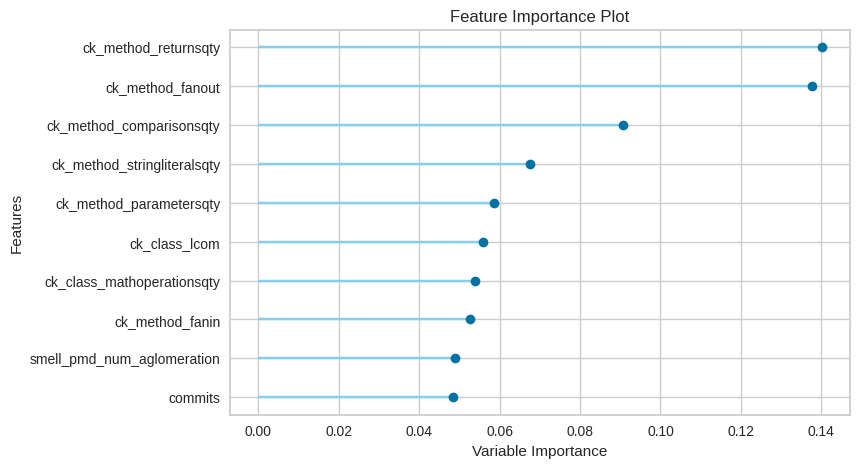 Feature Importance Plot
Features
ck_method_returnsqty
ck_method_fanout
ck_method_comparisonsqty
ck_method_stringliteralsqty
ck_method_parametersqty
ck_class_lcom
ck_class_mathoperationsqty
ck_method_fanin
smell_pmd_num_aglomeration
commits
0.00 0.02 0.04 0.06 0.08 0.10 0.12 0.14
Variable Importance